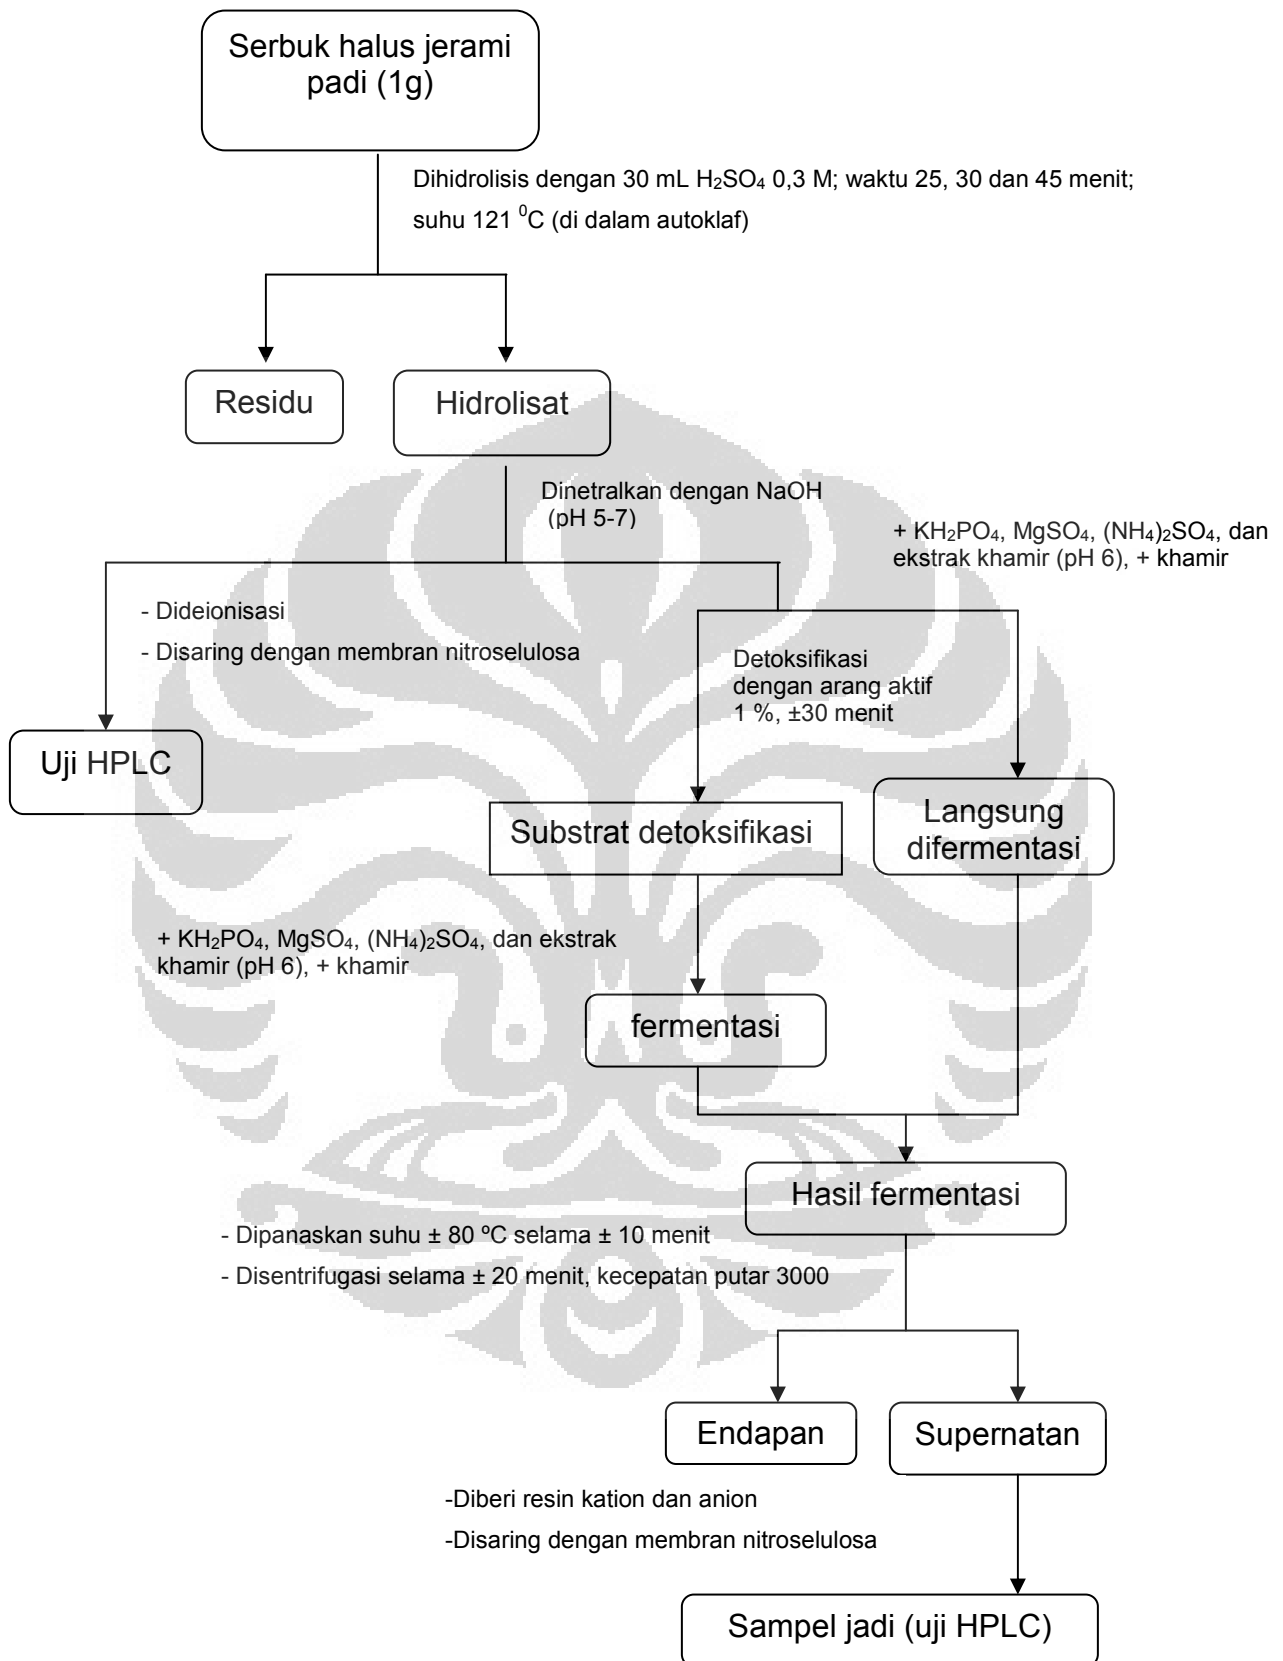 Serbuk halus jerami
padi (1g)
Dihidrolisis dengan 30 mL H₂SO₄ 0,3 M; waktu 25, 30 dan 45 menit;
suhu 121 ⁰C (di dalam autoklaf)
Residu
Hidrolisat
Dinetralkan dengan NaOH
(pH 5-7)
+ KH₂PO₄, MgSO₄, (NH₄)₂SO₄, dan
ekstrak khamir (pH 6), + khamir
- Dideionisasi
- Disaring dengan membran nitroselulosa
Detoksifikasi
dengan arang aktif
1 %, ±30 menit
Uji HPLC
Substrat detoksifikasi
Langsung
difermentasi
+ KH₂PO₄, MgSO₄, (NH₄)₂SO₄, dan ekstrak
khamir (pH 6), + khamir
fermentasi
Hasil fermentasi
- Dipanaskan suhu ± 80 ºC selama ± 10 menit
- Disentrifugasi selama ± 20 menit, kecepatan putar 3000
Endapan
Supernatan
-Diberi resin kation dan anion
-Disaring dengan membran nitroselulosa
Sampel jadi (uji HPLC)